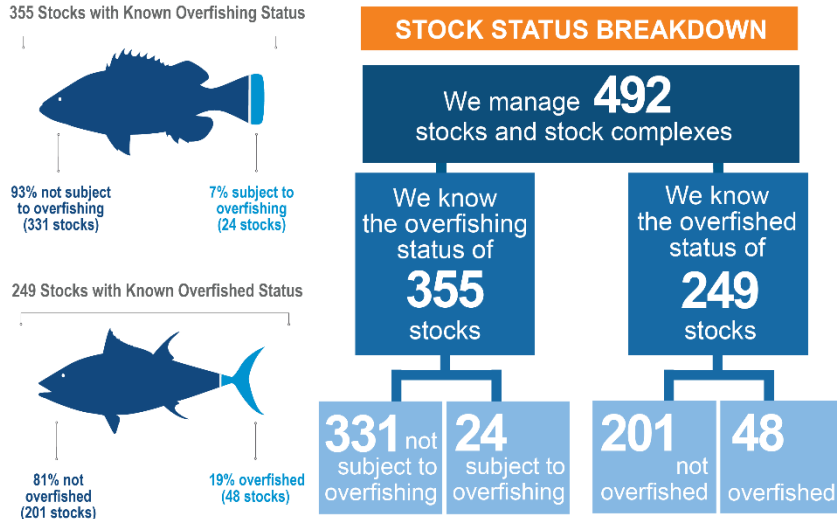 355 Stocks with Known Overfishing Status
93% not subject
to overfishing
(331 stocks)
7% subject to
overfishing
(24 stocks)
249 Stocks with Known Overfished Status
81% not
overfished
(201 stocks)
19% overfished
(48 stocks)
STOCK STATUS BREAKDOWN
We manage 492
stocks and stock complexes
We know
the overfishing
status of
355
stocks
We know
the overfished
status of
249
stocks
331 not
subject to
overfishing
24
subject to
overfishing
201
not
overfished
48
overfished